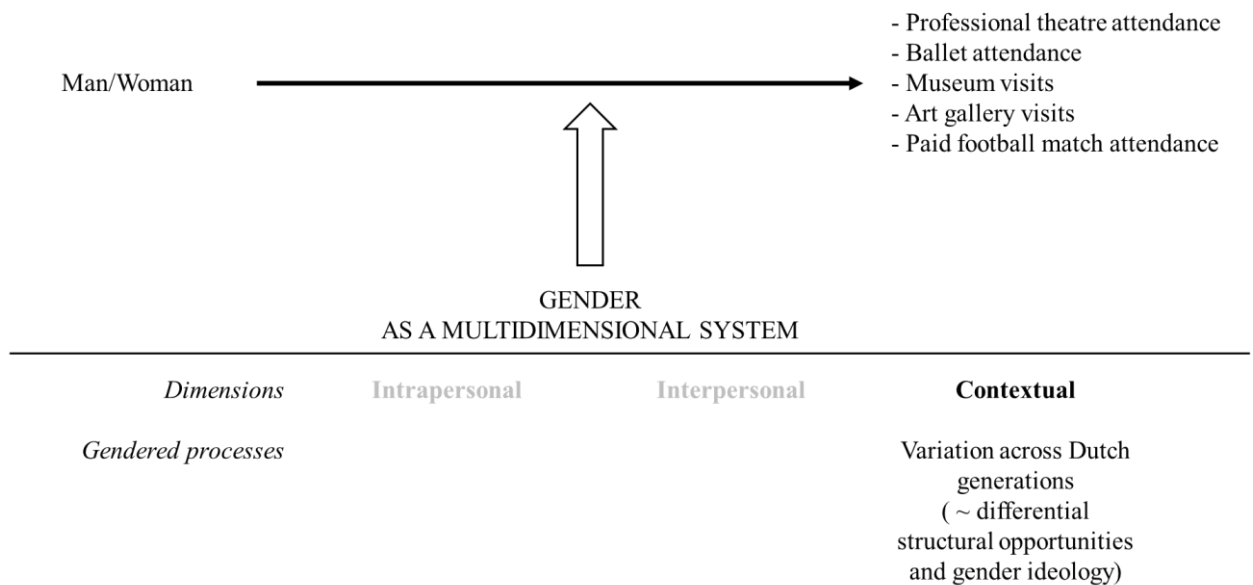 - Professional theatre attendance
- Ballet attendance
Man/Woman
- Museum visits
- Art gallery visits
- Paid football match attendance
GENDER
AS A MULTIDIMENSIONAL SYSTEM
Dimensions Intrapersonal Interpersonal Contextual
Gendered processes Variation across Dutch
generations
( ~ differential
structural opportunities
and gender ideology)